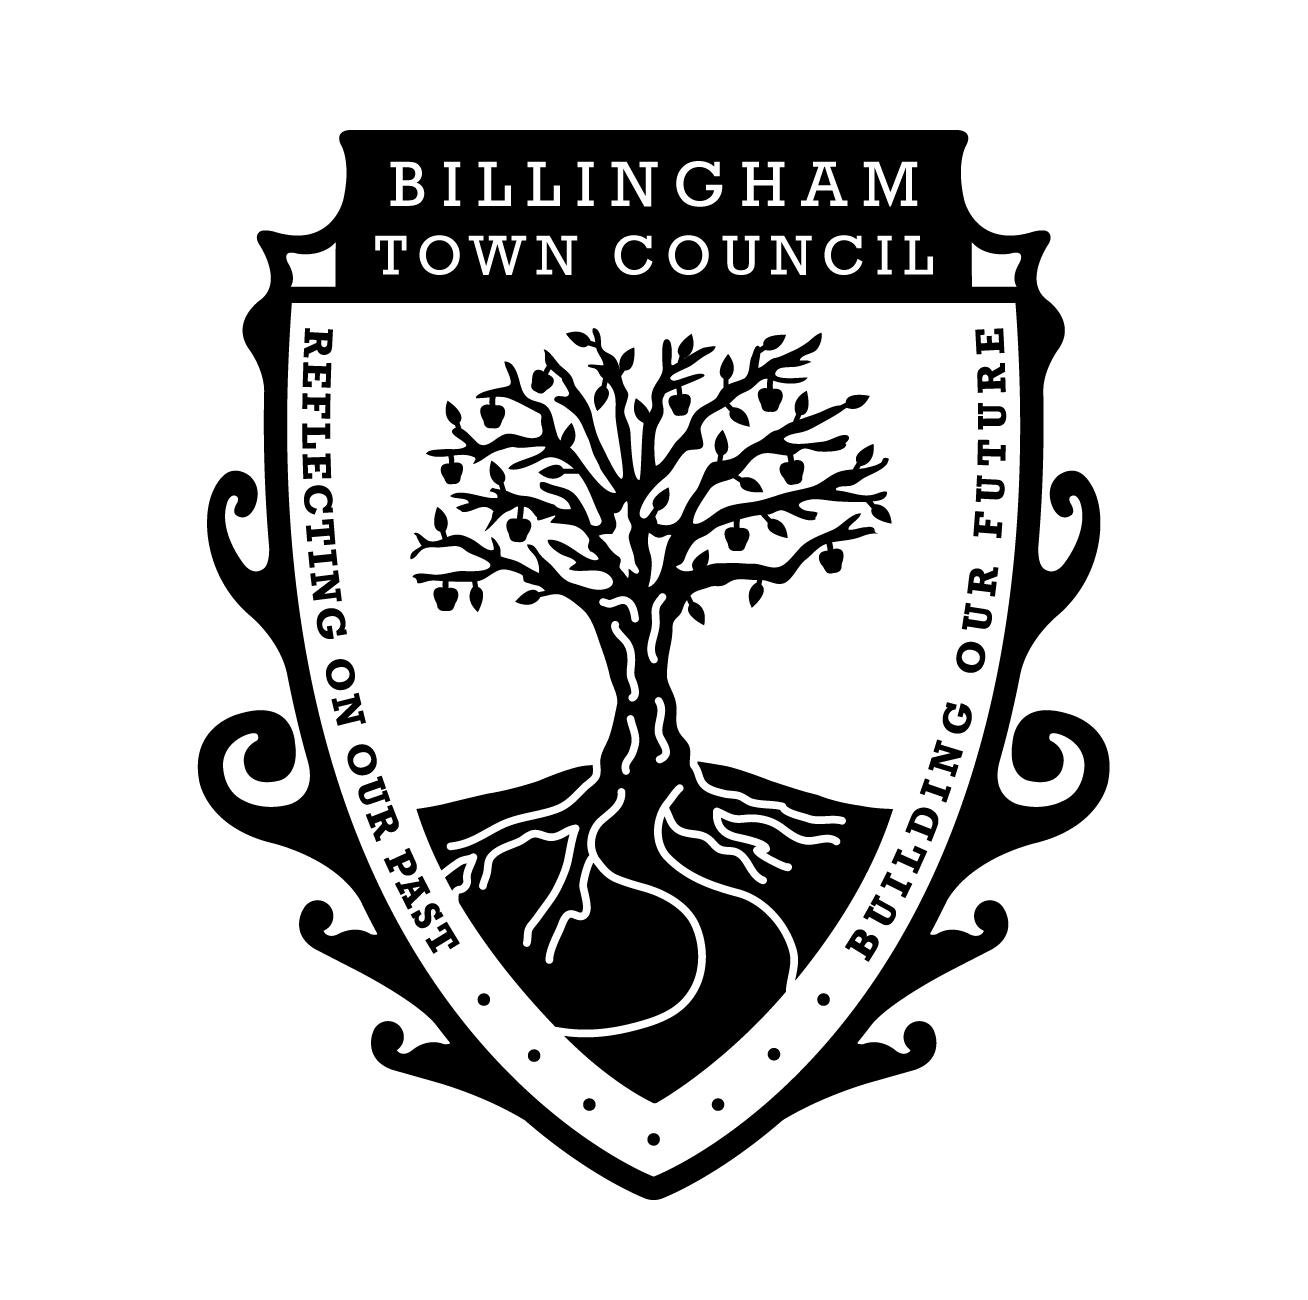 BILLINGHAM
TOWN COUNCIL
REFLECTING ON OUR PAST
BUILDING OUR FUTURE